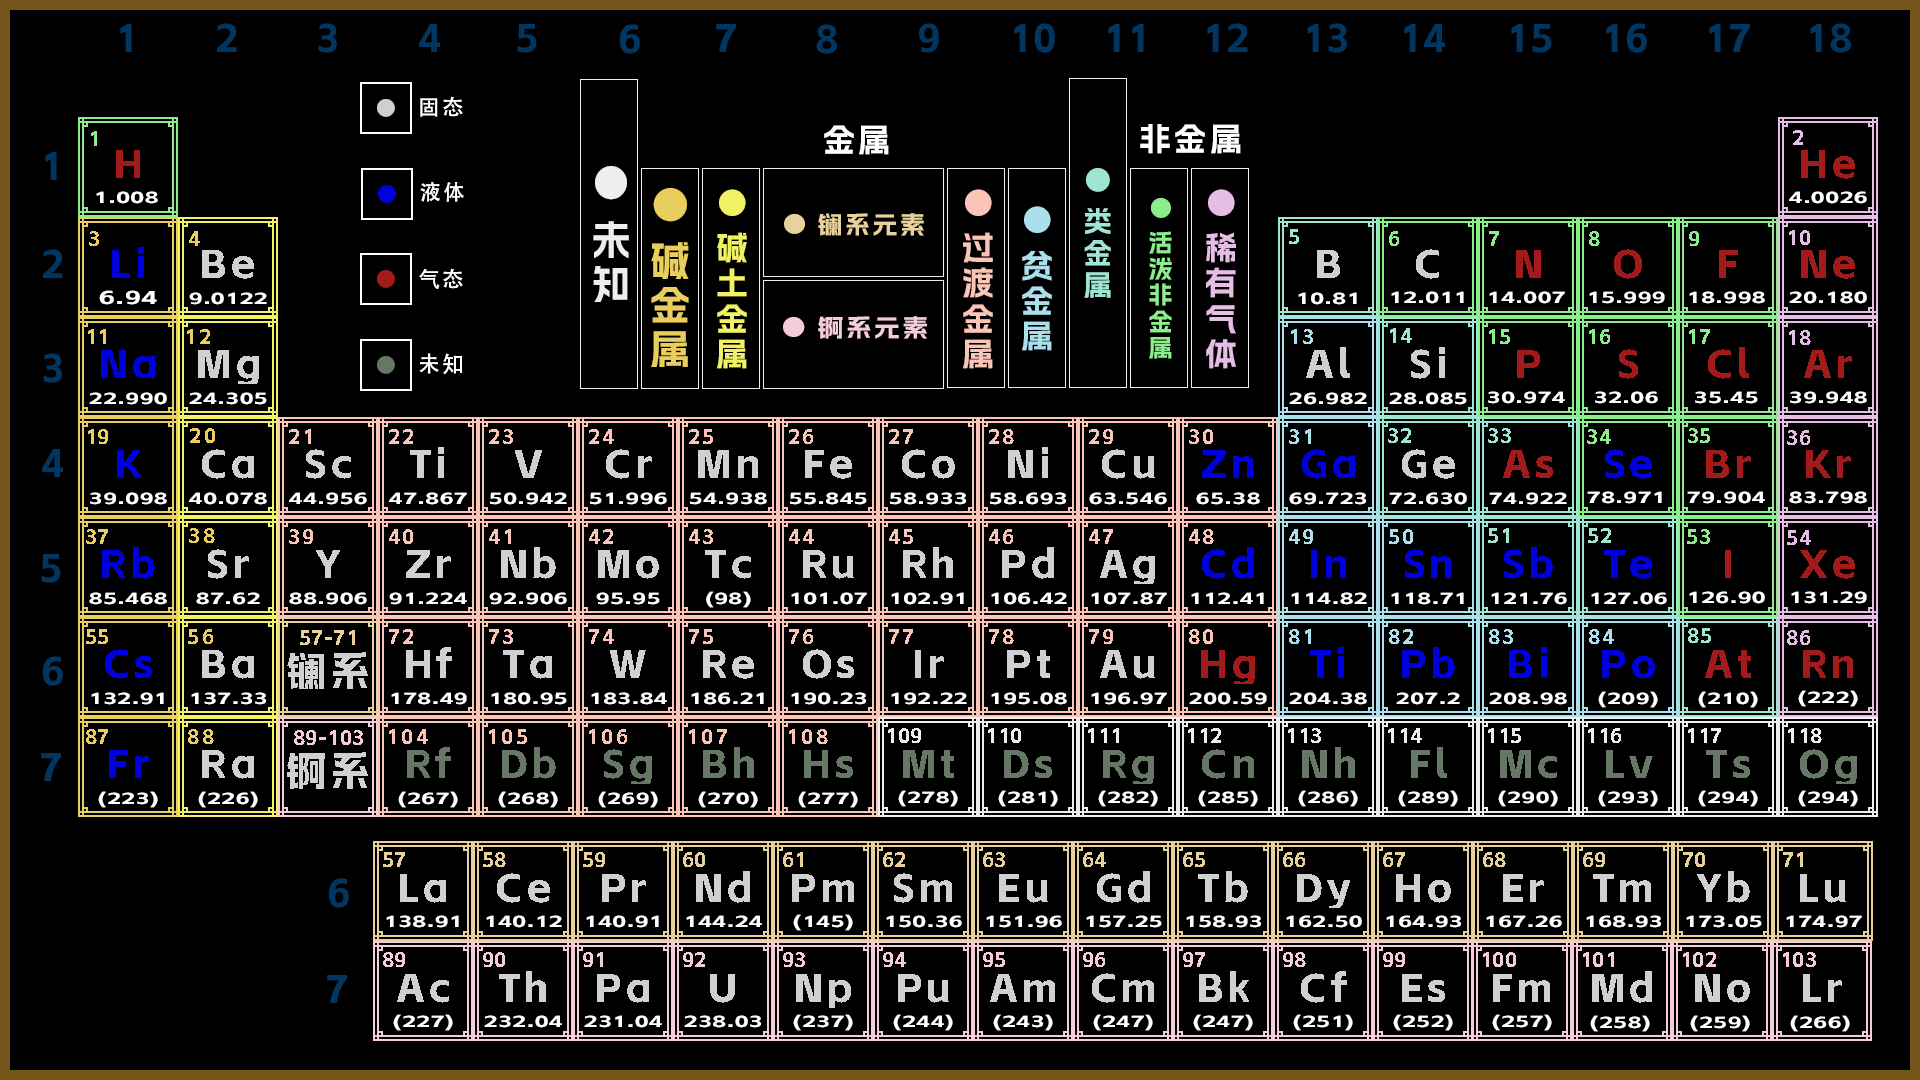 1 2 3 4 5 6 7 8 9 10 11 12 13 14 15 16 17 18
固态
液体
气态
未知
金属
非金属
未知
碱金属
碱土金属
镧系元素
锕系元素
过渡金属
贫金属
类金属
活泼非金属
稀有气体
1
1 2
H He
1.008 4.0026
2
3 4 5 6 7 8 9 10
Li Be B C N O F Ne
6.94 9.0122 10.81 12.011 14.007 15.999 18.998 20.180
3
11 12 13 14 15 16 17 18
Na Mg Al Si P S Cl Ar
22.990 24.305 26.982 28.085 30.974 32.06 35.45 39.948
4
19 20 21 22 23 24 25 26 27 28 29 30 31 32 33 34 35 36
K Ca Sc Ti V Cr Mn Fe Co Ni Cu Zn Ga Ge As Se Br Kr
39.098 40.078 44.956 47.867 50.942 51.996 54.938 55.845 58.933 58.693 63.546 65.38 69.723 72.630 74.922 78.971 79.904 83.798
5
37 38 39 40 41 42 43 44 45 46 47 48 49 50 51 52 53 54
Rb Sr Y Zr Nb Mo Tc Ru Rh Pd Ag Cd In Sn Sb Te I Xe
85.468 87.62 88.906 91.224 92.906 95.95 (98) 101.07 102.91 106.42 107.87 112.41 114.82 118.71 121.76 127.06 126.90 131.29
6
55 56 57-71 72 73 74 75 76 77 78 79 80 81 82 83 84 85 86
Cs Ba 镧系 Hf Ta W Re Os Ir Pt Au Hg Ti Pb Bi Po At Rn
132.91 137.33 178.49 180.95 183.84 186.21 190.23 192.22 195.08 196.97 200.59 204.38 207.2 208.98 (209) (210) (222)
7
87 88 89-103 104 105 106 107 108 109 110 111 112 113 114 115 116 117 118
Fr Ra 锕系 Rf Db Sg Bh Hs Mt Ds Rg Cn Nh Fl Mc Lv Ts Og
(223) (226) (267) (268) (269) (270) (277) (278) (281) (282) (285) (286) (289) (290) (293) (294) (294)
6
57 58 59 60 61 62 63 64 65 66 67 68 69 70 71
La Ce Pr Nd Pm Sm Eu Gd Tb Dy Ho Er Tm Yb Lu
138.91 140.12 140.91 144.24 (145) 150.36 151.96 157.25 158.93 162.50 164.93 167.26 168.93 173.05 174.97
7
89 90 91 92 93 94 95 96 97 98 99 100 101 102 103
Ac Th Pa U Np Pu Am Cm Bk Cf Es Fm Md No Lr
(227) 232.04 231.04 238.03 (237) (244) (243) (247) (247) (251) (252) (257) (258) (259) (266)